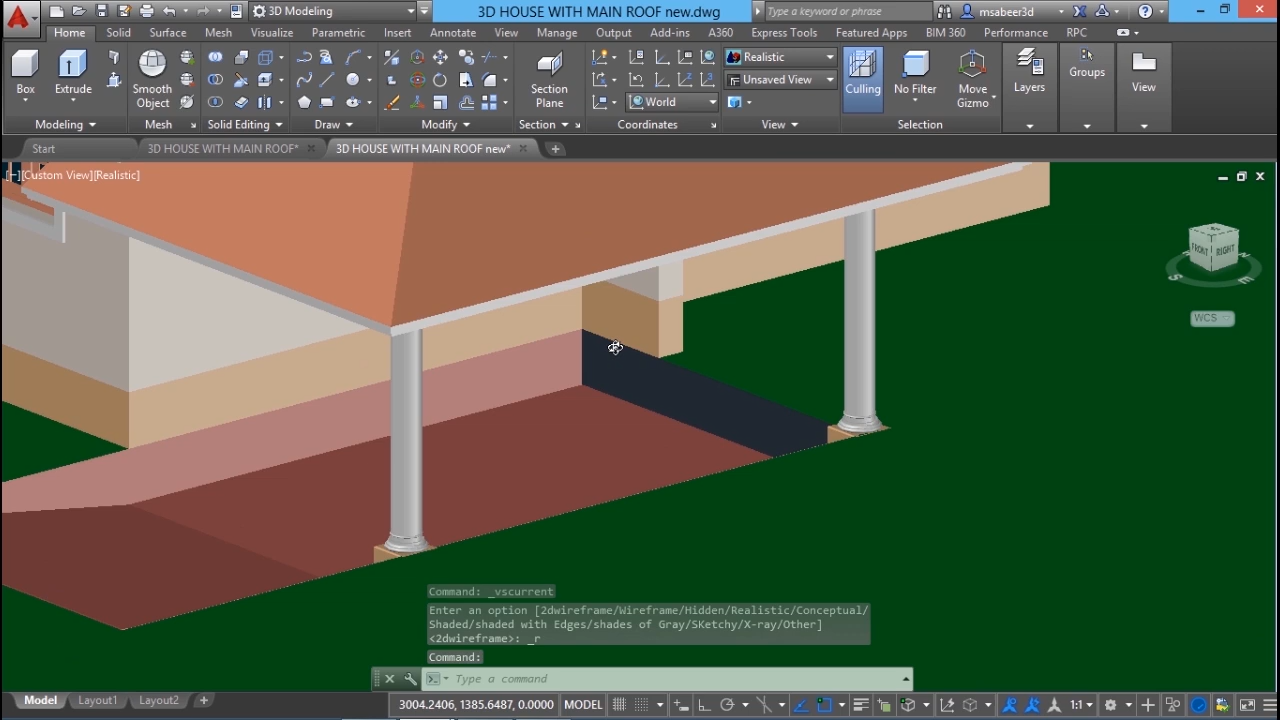 3D Modeling
3D HOUSE WITH MAIN ROOF new.dwg
Type a keyword or phrase
msabeer3d
Home Solid Surface Mesh Visualize Parametric Insert Annotate View Manage Output Add-ins A360 Express Tools Featured Apps BIM 360 Performance RPC
Realistic
Unsaved View
World
Box
Extrude
Smooth
Object
Section
Plane
Culling
No Filter
Move
Gizmo
Layers
Groups
View
Modeling Mesh Solid Editing Draw Modify Section Coordinates View Selection
Start 3D HOUSE WITH MAIN ROOF* 3D HOUSE WITH MAIN ROOF new*
[−][Custom View][Realistic]
FRONT RIGHT
S E
WCS
Command: _vscurrent
Enter an option [2dwireframe/Wireframe/Hidden/Realistic/Conceptual/
Shaded/shaded with Edges/shades of Gray/SKetchy/X-ray/Other]
<2dwireframe>: _r
Command:
Type a command
Model Layout1 Layout2
3004.2406, 1385.6487, 0.0000 MODEL 1:1